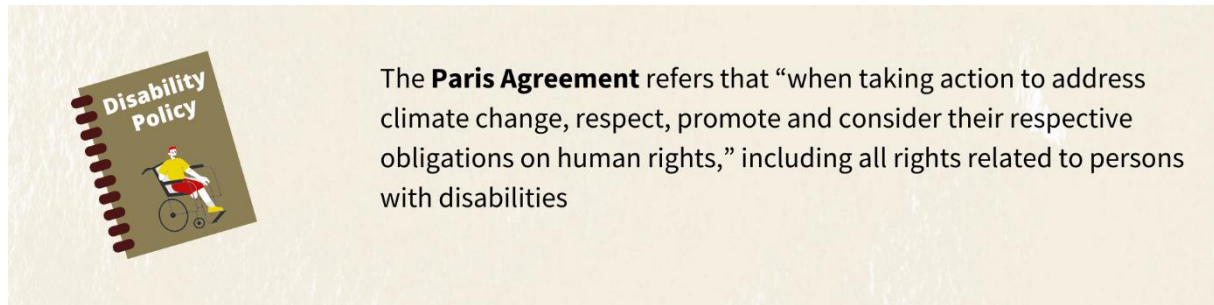 Disability
Policy
The Paris Agreement refers that “when taking action to address
climate change, respect, promote and consider their respective
obligations on human rights,” including all rights related to persons
with disabilities